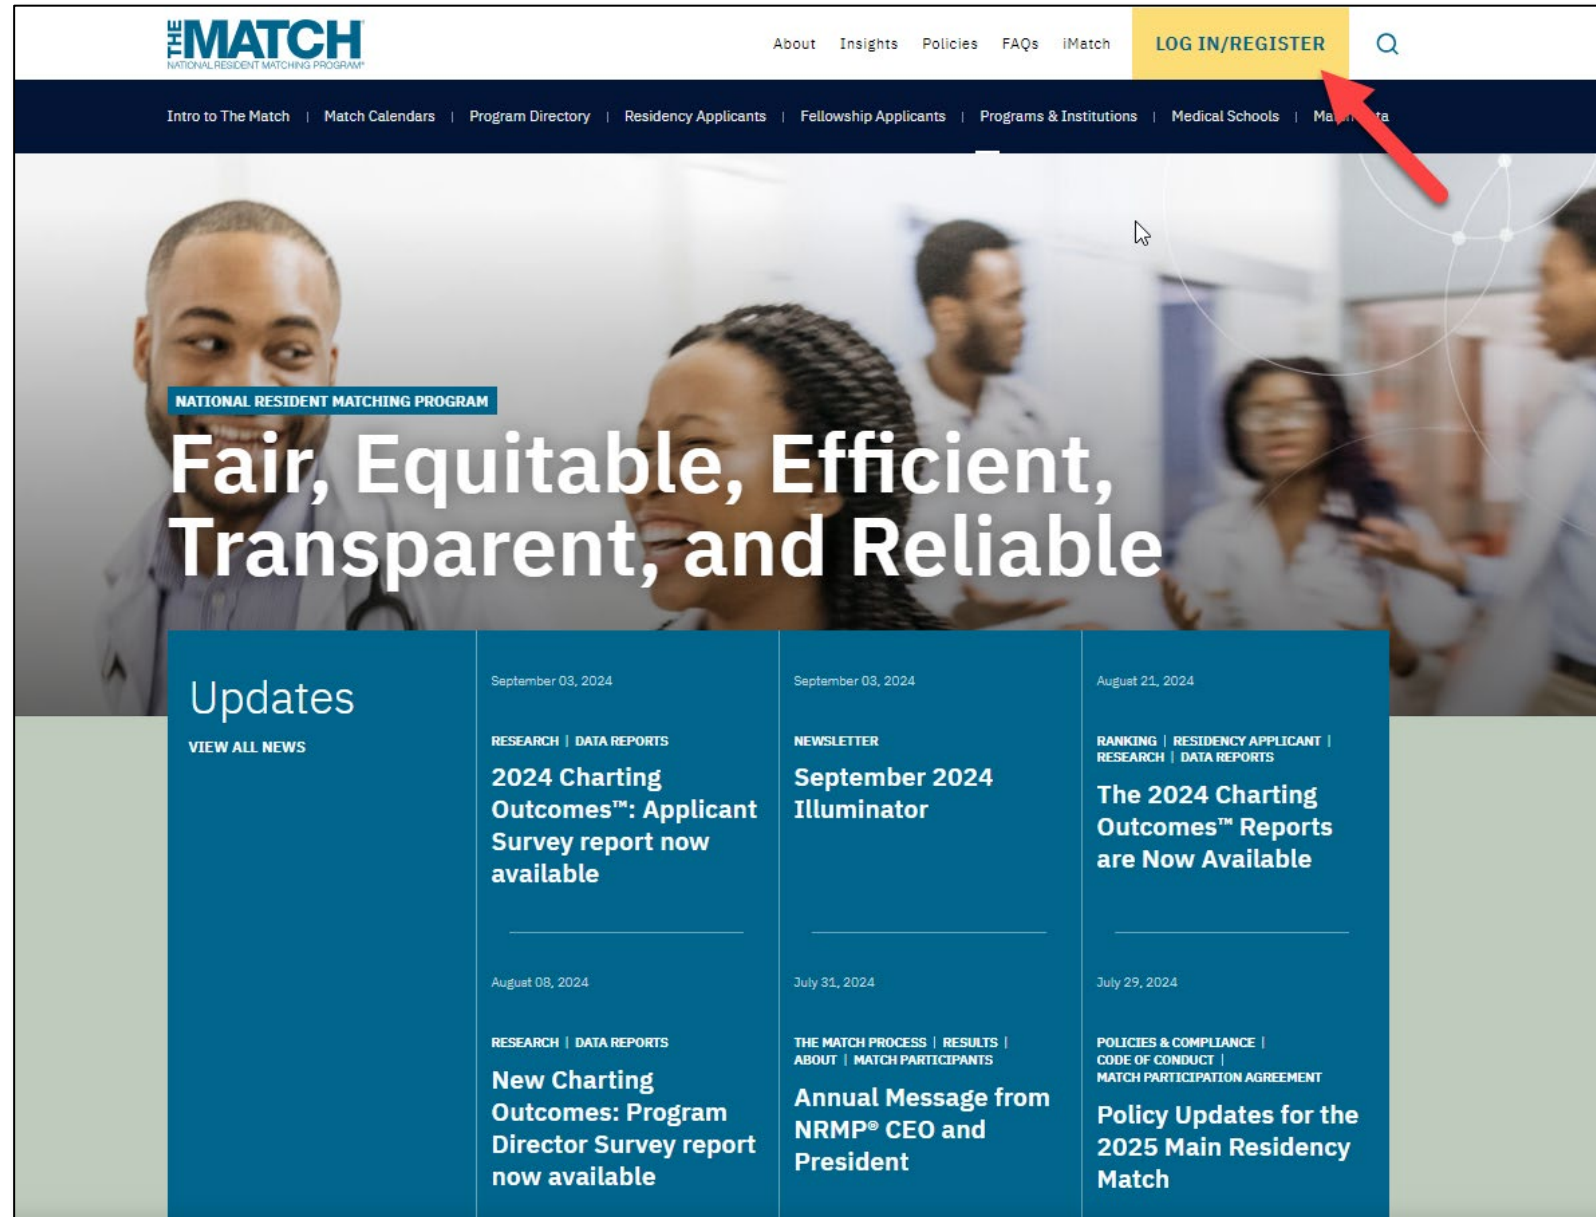 THE MATCH
NATIONAL RESIDENT MATCHING PROGRAM®
About Insights Policies FAQs iMatch LOG IN/REGISTER
Intro to The Match | Match Calendars | Program Directory | Residency Applicants | Fellowship Applicants | Programs & Institutions | Medical Schools |
NATIONAL RESIDENT MATCHING PROGRAM
Fair, Equitable, Efficient,
Transparent, and Reliable
Updates
VIEW ALL NEWS
September 03, 2024
RESEARCH | DATA REPORTS
2024 Charting
Outcomes™: Applicant
Survey report now
available
September 03, 2024
NEWSLETTER
September 2024
Illuminator
August 21, 2024
RANKING | RESIDENCY APPLICANT |
RESEARCH | DATA REPORTS
The 2024 Charting
Outcomes™ Reports
are Now Available
August 08, 2024
RESEARCH | DATA REPORTS
New Charting
Outcomes: Program
Director Survey report
now available
July 31, 2024
THE MATCH PROCESS | RESULTS |
ABOUT | MATCH PARTICIPANTS
Annual Message from
NRMP® CEO and
President
July 29, 2024
POLICIES & COMPLIANCE |
CODE OF CONDUCT |
MATCH PARTICIPATION AGREEMENT
Policy Updates for the
2025 Main Residency
Match